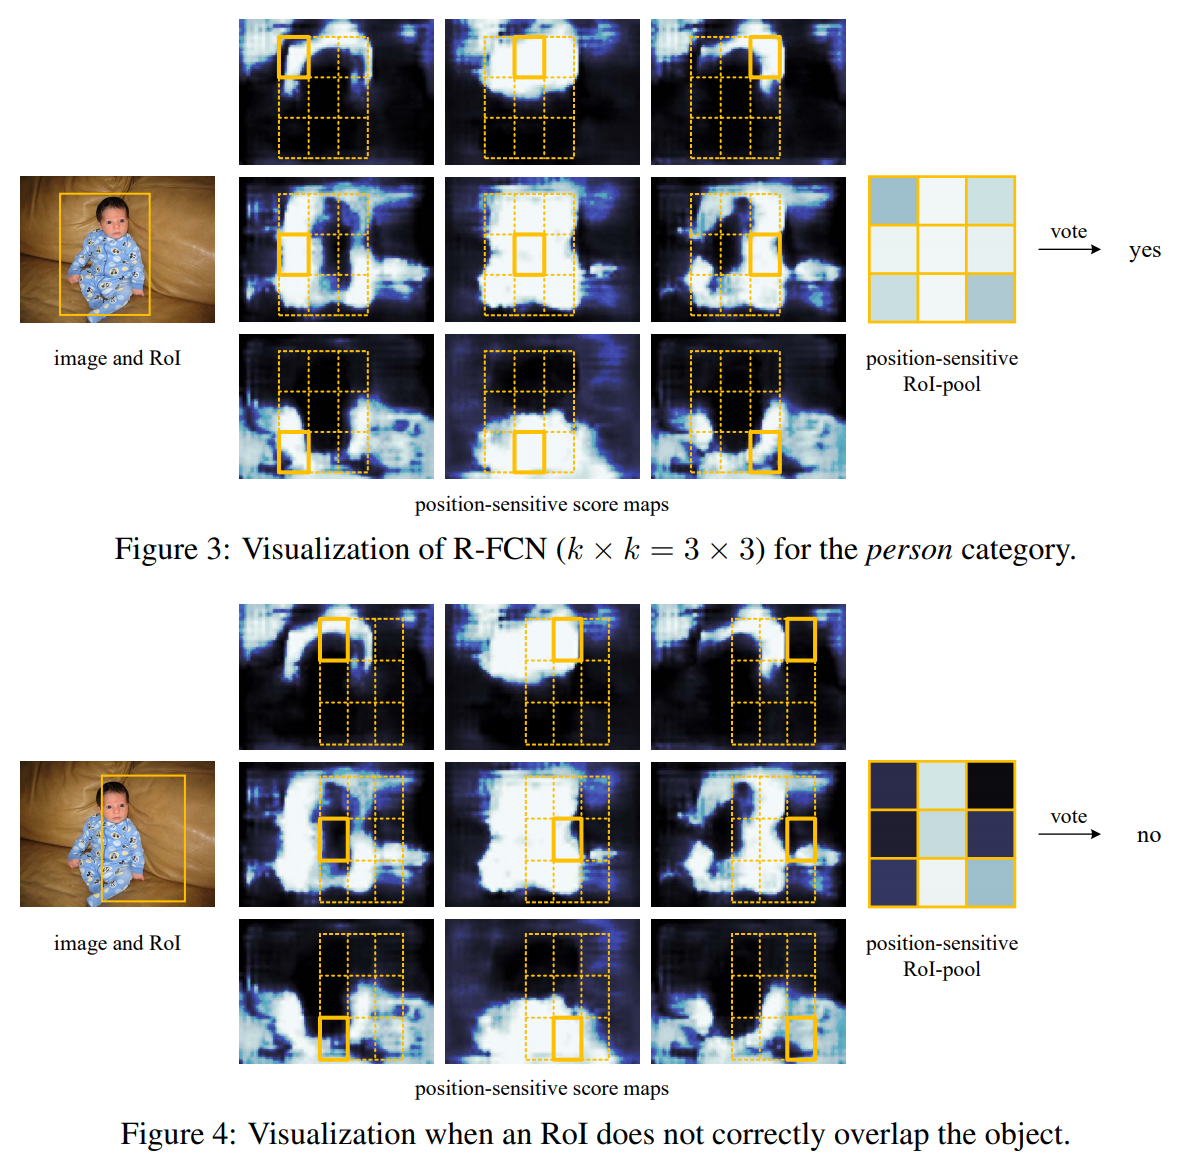 image and RoI
position-sensitive score maps
position-sensitive
RoI-pool
vote
yes
Figure 3: Visualization of R-FCN (k × k = 3 × 3) for the person category.
image and RoI
position-sensitive score maps
position-sensitive
RoI-pool
vote
no
Figure 4: Visualization when an RoI does not correctly overlap the object.